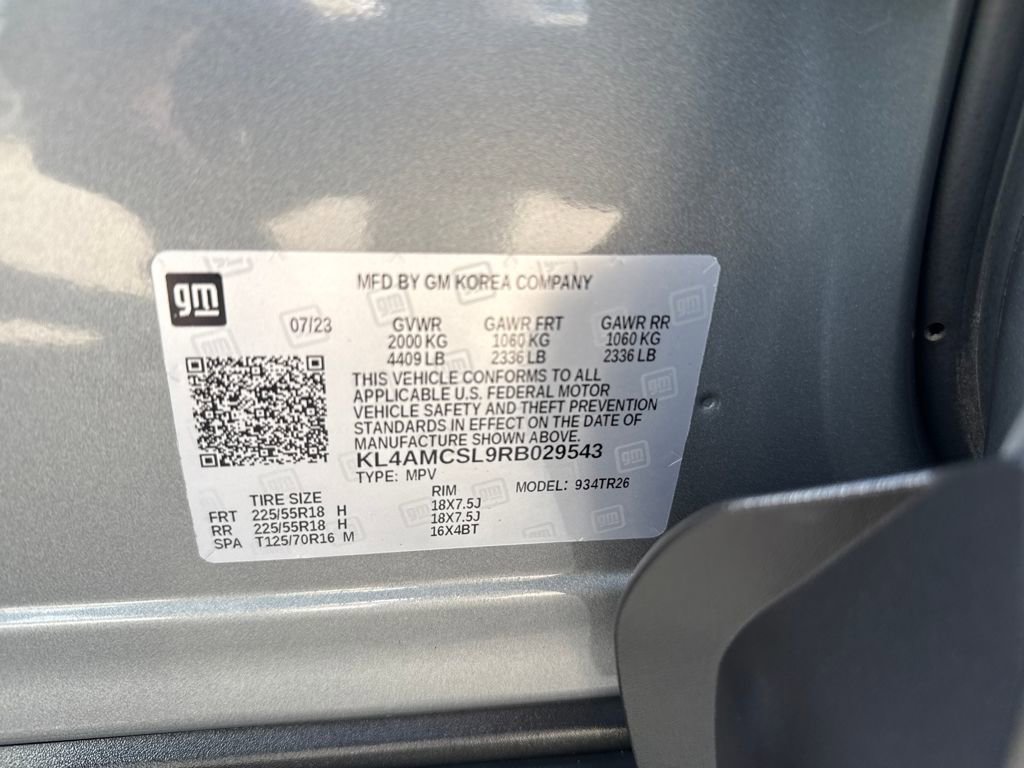 gm
MFD BY GM KOREA COMPANY
07/23 GVWR GAWR FRT GAWR RR
2000 KG 1060 KG 1060 KG
4409 LB 2336 LB 2336 LB
THIS VEHICLE CONFORMS TO ALL
APPLICABLE U.S. FEDERAL MOTOR
VEHICLE SAFETY AND THEFT PREVENTION
STANDARDS IN EFFECT ON THE DATE OF
MANUFACTURE SHOWN ABOVE.
KL4AMCSL9RB029543
TYPE: MPV
TIRE SIZE RIM MODEL: 934TR26
FRT 225/55R18 H 18X7.5J
RR 225/55R18 H 18X7.5J
SPA T125/70R16 M 16X4BT